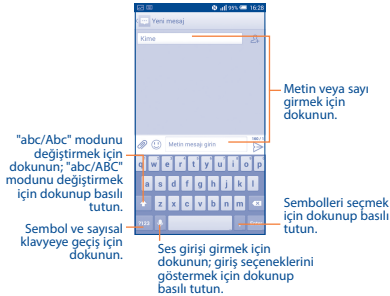 95% 16:28
Yeni mesaj
Kime
Metin veya sayı
girmek için
dokunun.
Metin mesajı girin
"abc/Abc" modunu
değiştirmek için
dokunun; "abc/ABC"
modunu değiştirmek
için dokunup basılı
tutun.
q w e r t y u i o p
a s d f g h j k l
z x c v b n m
?123
Sembolleri seçmek
için dokunup basılı
tutun.
Sembol ve sayısal
klavyeye geçiş için
dokunun.
Ses girişi girmek için
dokunun; giriş seçeneklerini
göstermek için dokunup
basılı tutun.